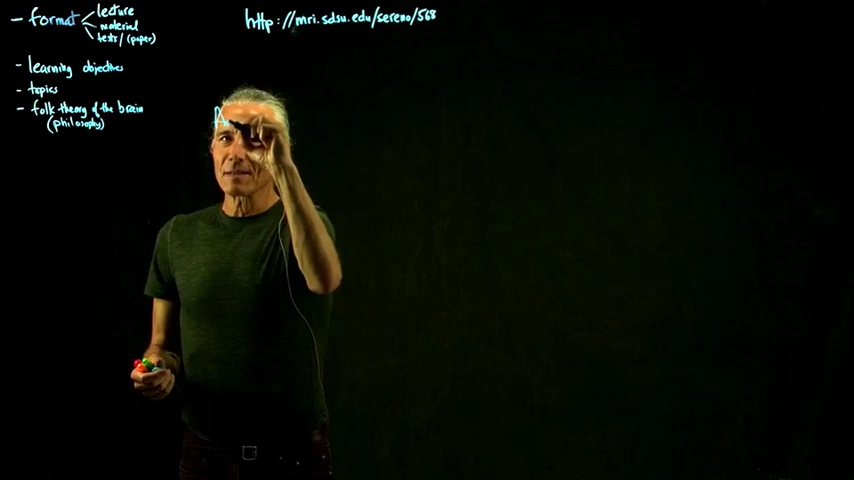 - format
lecture
material
tests/(paper)
http://mri.sdsu.edu/sereno/568
- learning objectives
- topics
- folk theory of the brain
(philosophy)